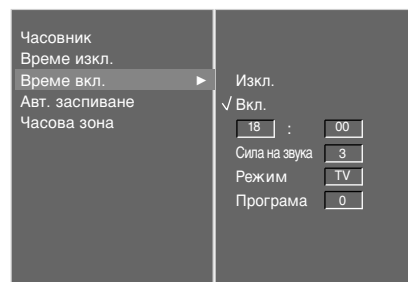 Часовник
Време изкл.
Време вкл. ►
Авт. заспиване
Часова зона
Изкл.
√ Вкл.
18 : 00
Сила на звука 3
Режим TV
Програма 0